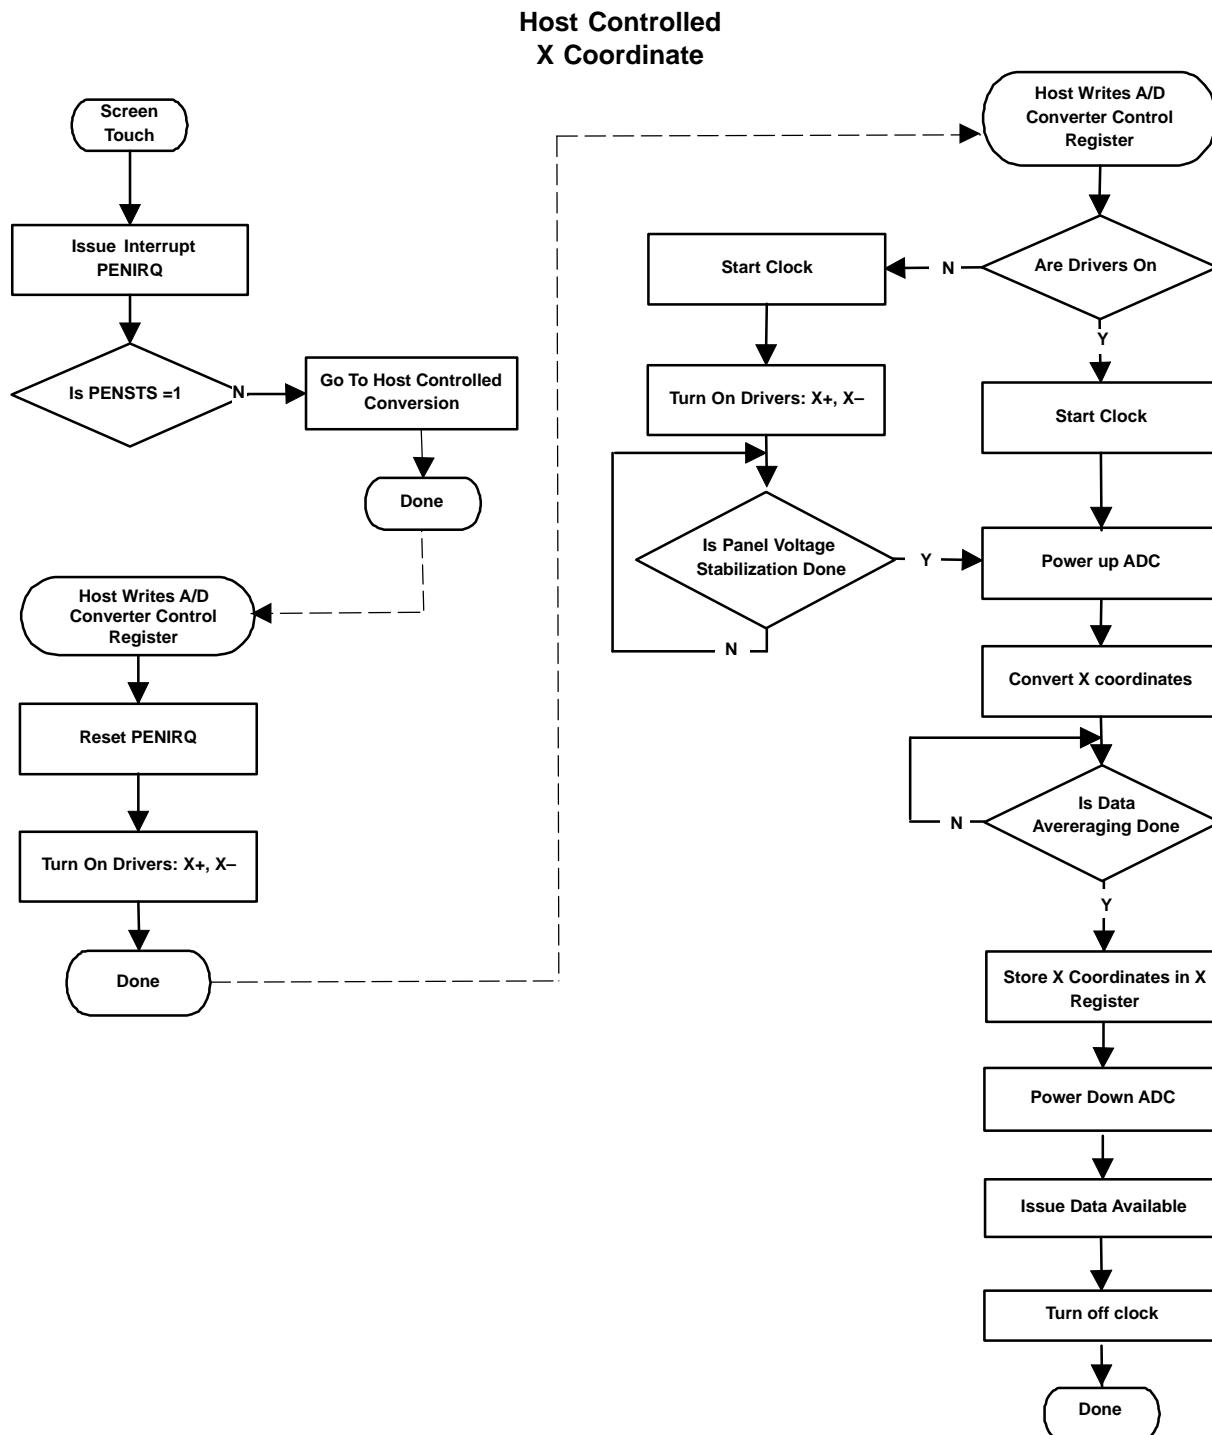 Host Controlled
X Coordinate
Screen
Touch
Issue Interrupt
PENIRQ
Is PENSTS =1
N
Go To Host Controlled
Conversion
Done
Host Writes A/D
Converter Control
Register
Reset PENIRQ
Turn On Drivers: X+, X–
Done
Host Writes A/D
Converter Control
Register
Are Drivers On
N
Start Clock
Turn On Drivers: X+, X–
Is Panel Voltage
Stabilization Done
N
Y
Y
Start Clock
Power up ADC
Convert X coordinates
Is Data
Avereraging Done
N
Y
Store X Coordinates in X
Register
Power Down ADC
Issue Data Available
Turn off clock
Done